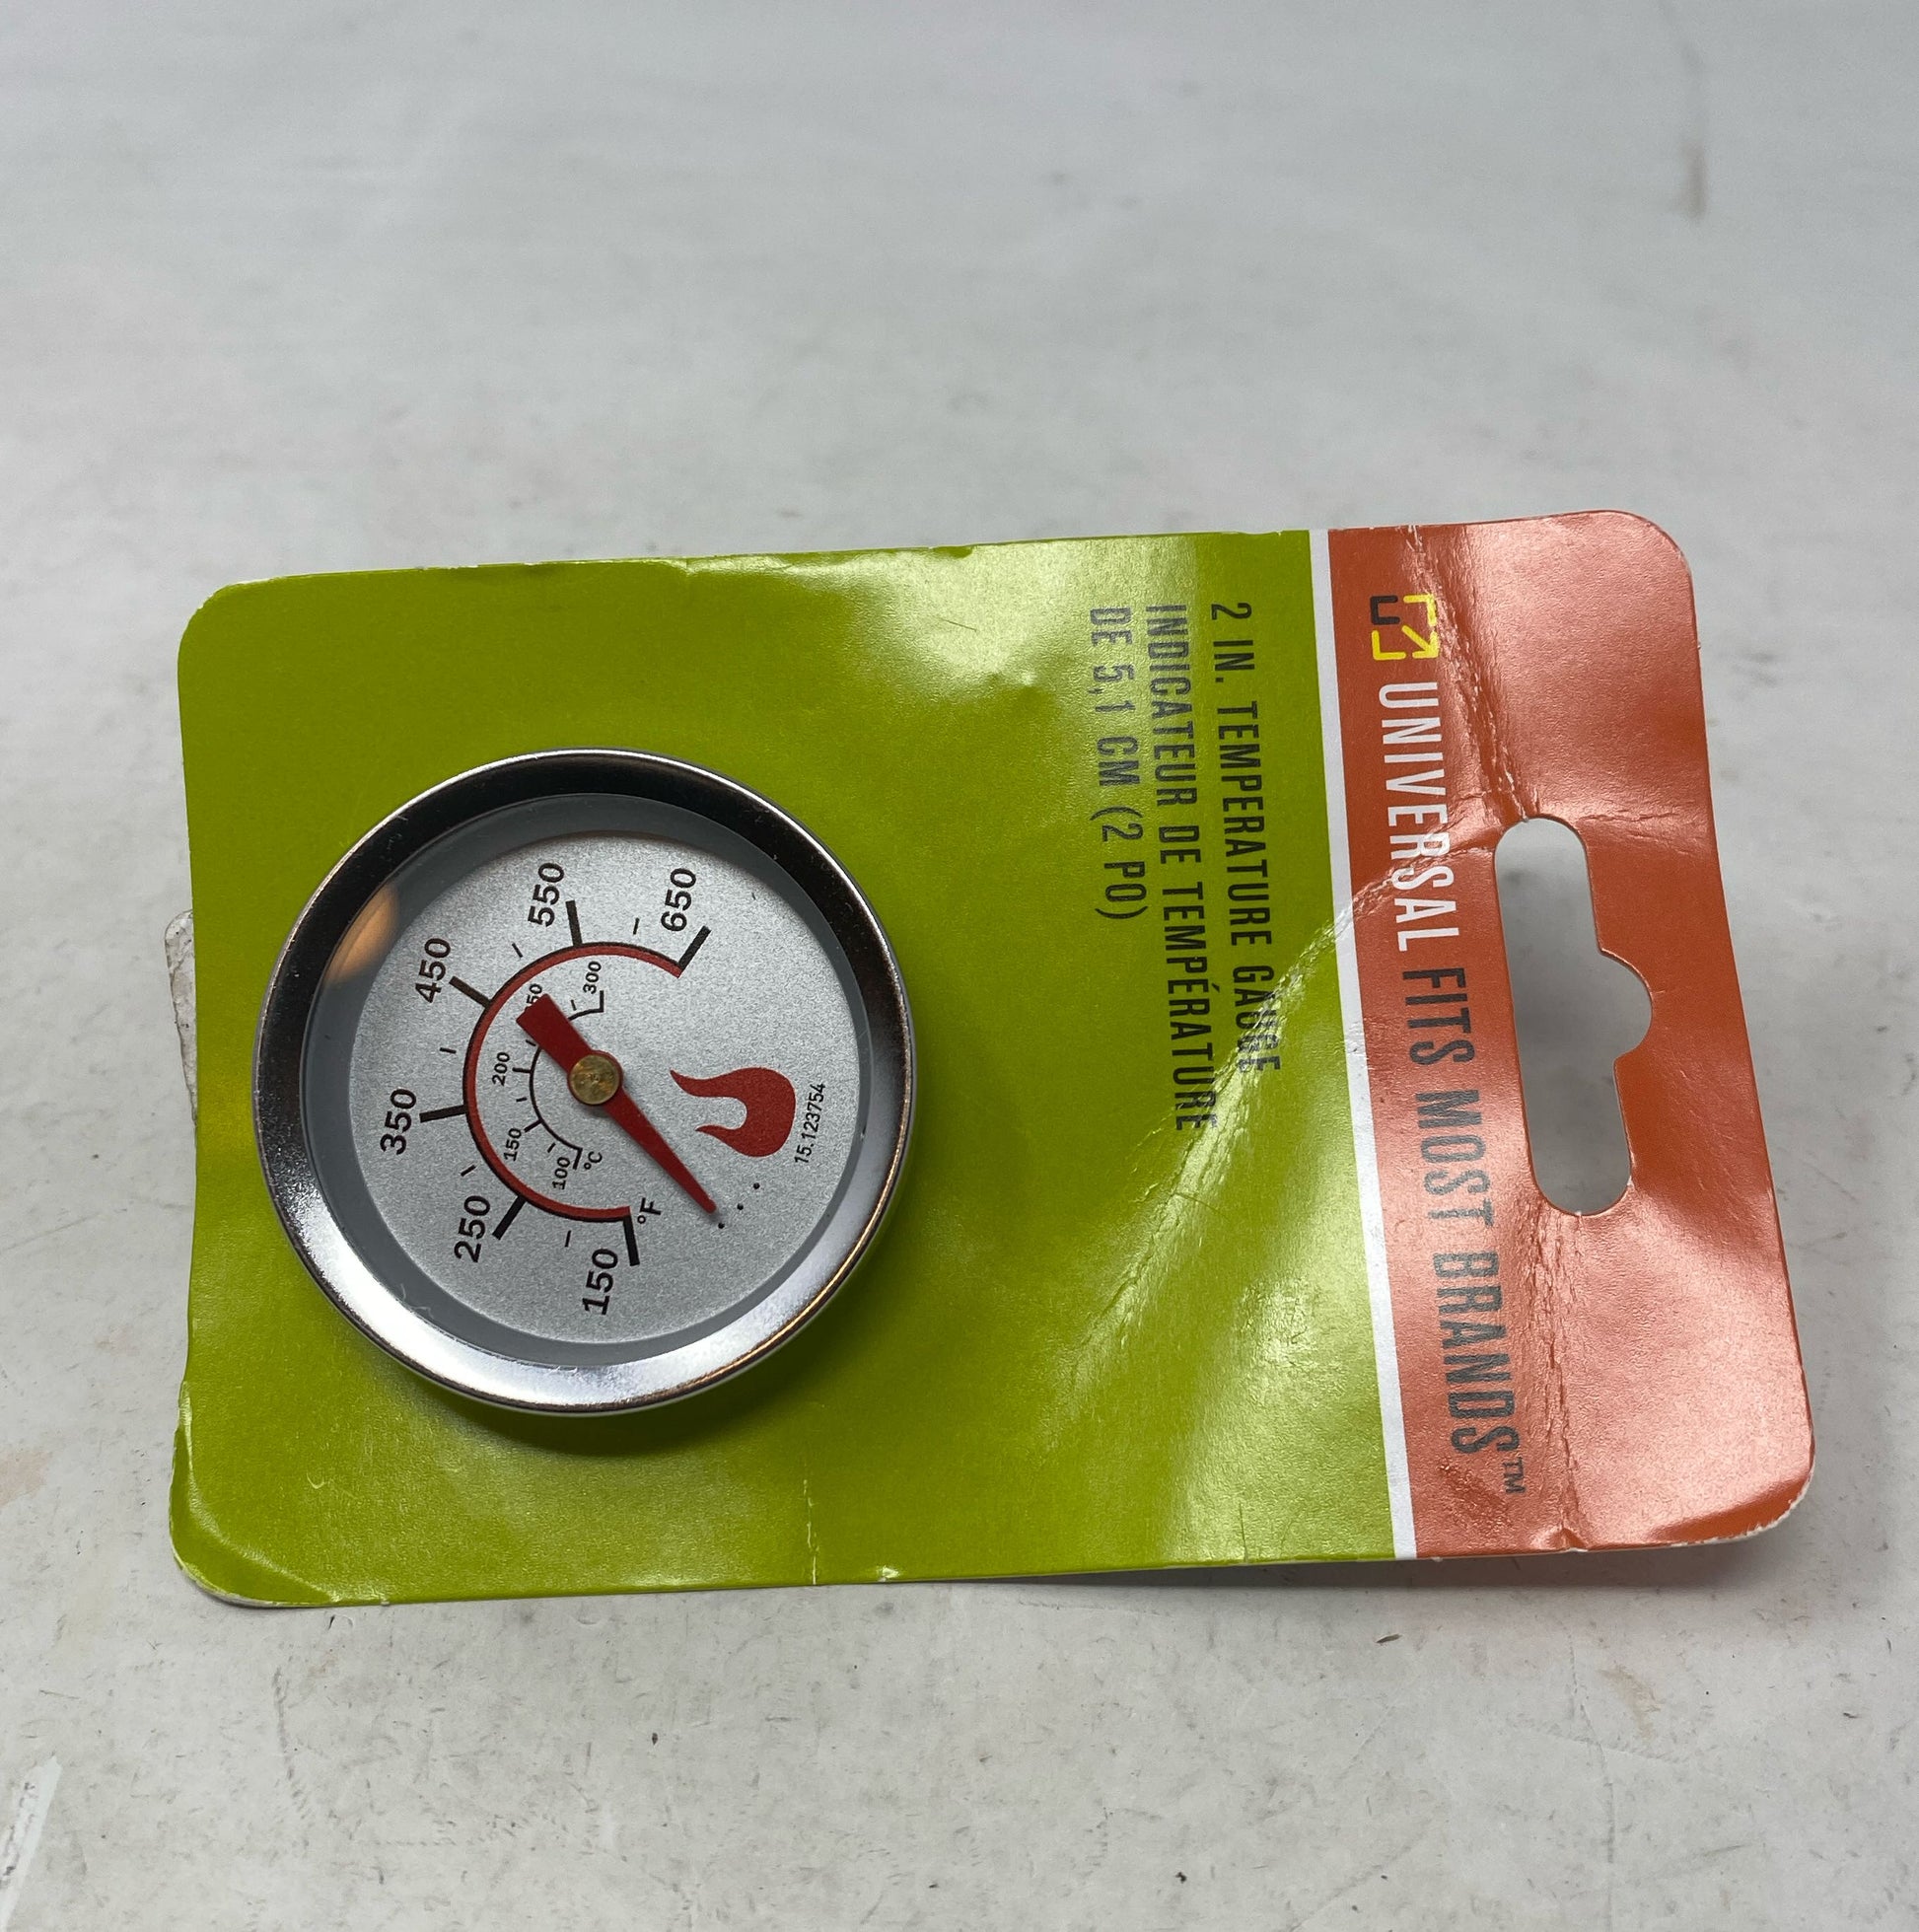 UNIVERSAL FITS MOST BRANDS™
2 IN. TEMPERATURE GAUGE
INDICATEUR DE TEMPÉRATURE
DE 5,1 CM (2 PO)
150
250
350
450
550
650
°F
100
150
200
300
°C
15.123754